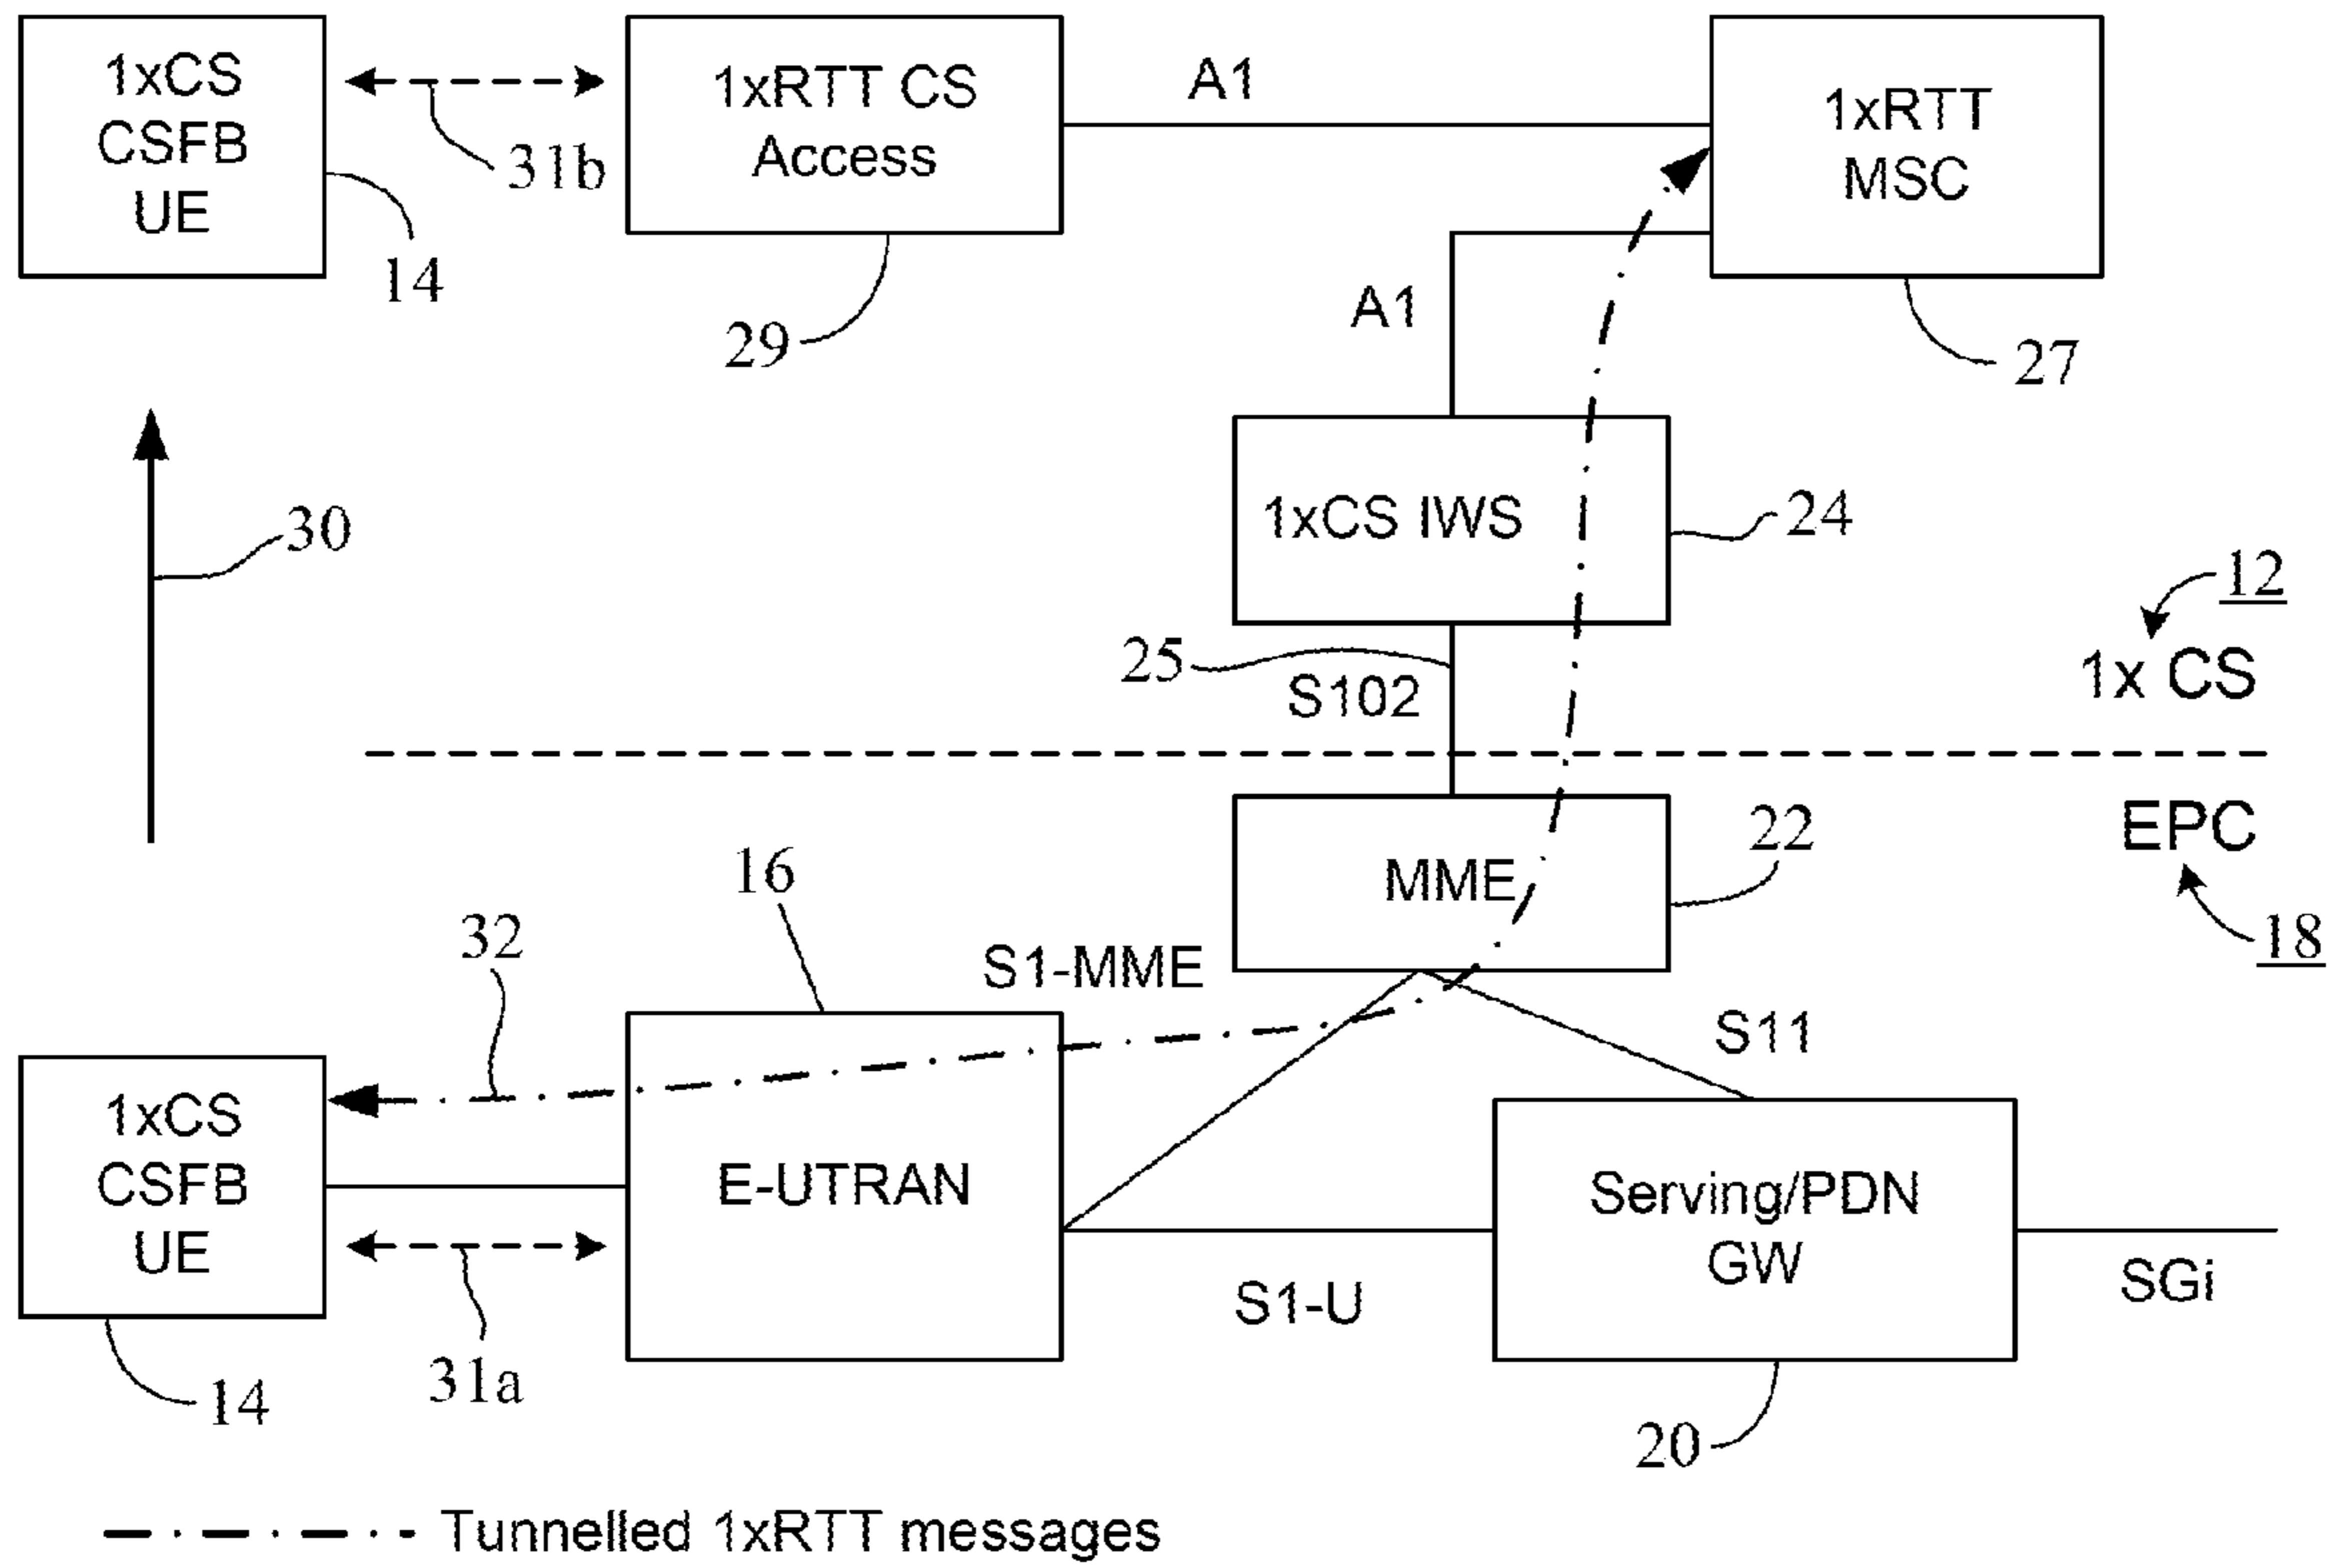 1xCS
CSFB
UE
31b
14
1xRTT CS
Access
29
A1
1xRTT
MSC
27
A1
30
1xCS IWS
24
25
S102
12
1x CS
EPC
18
MME
22
16
32
S1-MME
S11
1xCS
CSFB
UE
14
31a
E-UTRAN
S1-U
Serving/PDN
GW
20
SGi
Tunnelled 1xRTT messages